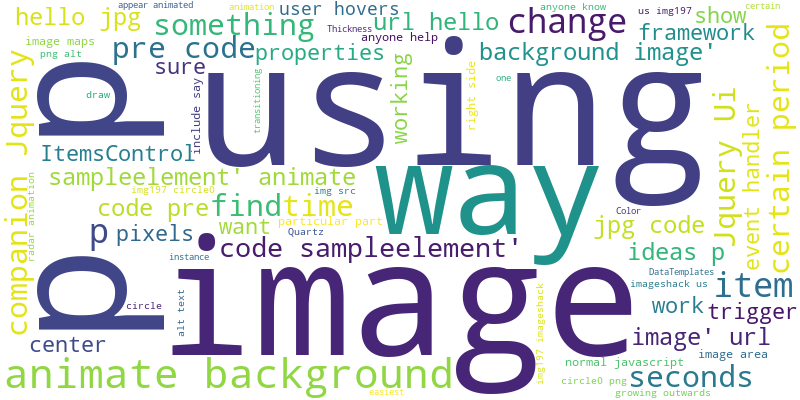 appear animated
animation
user hovers
anyone know
us img197
certain
hello jpg
something
Thickness
url hello
change
show
framework
image maps
pre code
properties
anyone help
background image'
png alt
sure
working
draw
include say
transitioning
d using
one
right side
companion Jquery
ItemsControl
Jquery Ui
event handler
certain period
sampleelement' animate
img197 circle0
img src
way
radar animation
code pre
find
time
p
pixels
want
particular part
Quartz
Color
jpg code
code sampleelement'
ideas p
instance
DataTemplates
imageshack us
item
d
image
circle
alt text
img197 imageshack
work
trigger
center
image' url
image area
normal javascript
animate background
seconds
circle0 png
easiest
growing outwards